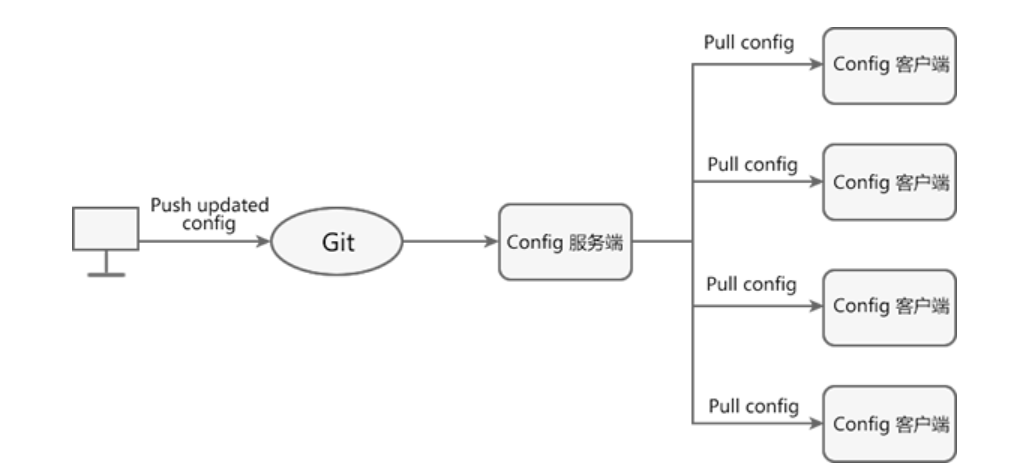 Push updated
config
Git
Config 服务端
Pull config
Config 客户端
Pull config
Config 客户端
Pull config
Config 客户端
Pull config
Config 客户端